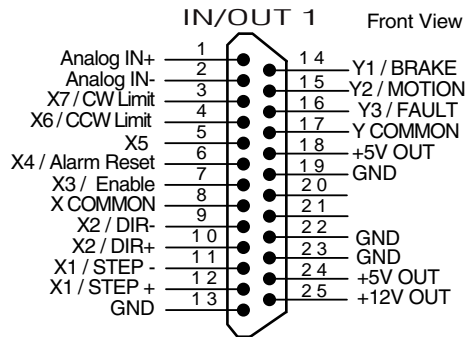 IN/OUT 1 Front View
Analog IN+ 1
Analog IN- 2
X7 / CW Limit 3
X6 / CCW Limit 4
X5 5
X4 / Alarm Reset 6
X3 / Enable 7
X COMMON 8
X2 / DIR- 9
X2 / DIR+ 10
X1 / STEP - 11
X1 / STEP + 12
GND 13
14 Y1 / BRAKE
15 Y2 / MOTION
16 Y3 / FAULT
17 Y COMMON
18 +5V OUT
19 GND
20
21
22 GND
23 GND
24 +5V OUT
25 +12V OUT